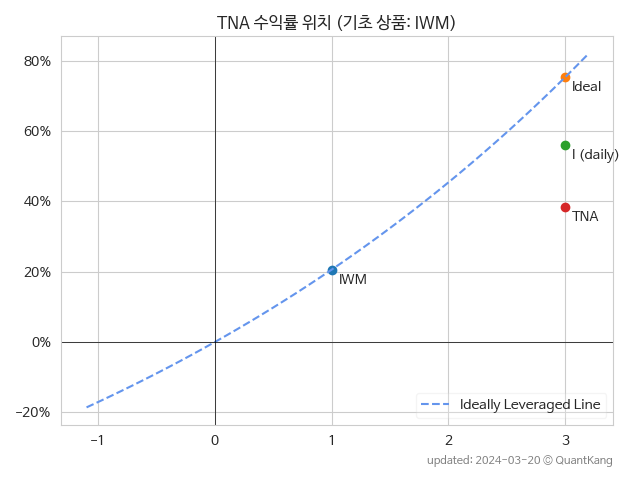 TNA 수익률 위치 (기초 상품: IWM)
80%
60%
40%
20%
0%
−20%
Ideal
I (daily)
TNA
IWM
Ideally Leveraged Line
−1
0
1
2
3
updated: 2024-03-20 © QuantKang